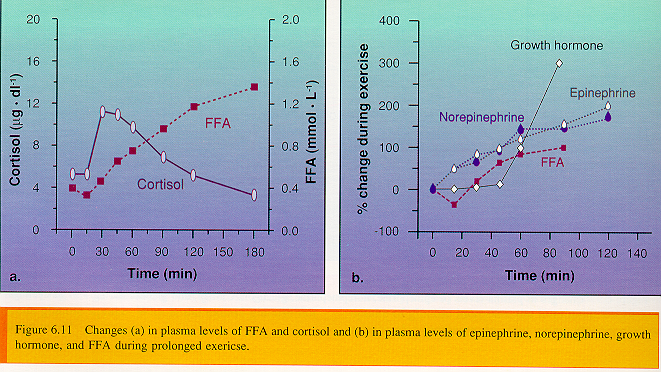 Cortisol (µg · dl-1)
20
16
12
8
4
0
FFA
Cortisol
2.0
1.6
1.2
0.8
0.4
0.0
FFA (mmol · L-1)
0 30 60 90 120 150 180
Time (min)
a.
% change during exercise
400
300
200
100
0
-100
Growth hormone
Epinephrine
Norepinephrine
FFA
0 20 40 60 80 100 120 140
Time (min)
b.
Figure 6.11 Changes (a) in plasma levels of FFA and cortisol and (b) in plasma levels of epinephrine, norepinephrine, growth
hormone, and FFA during prolonged exericse.